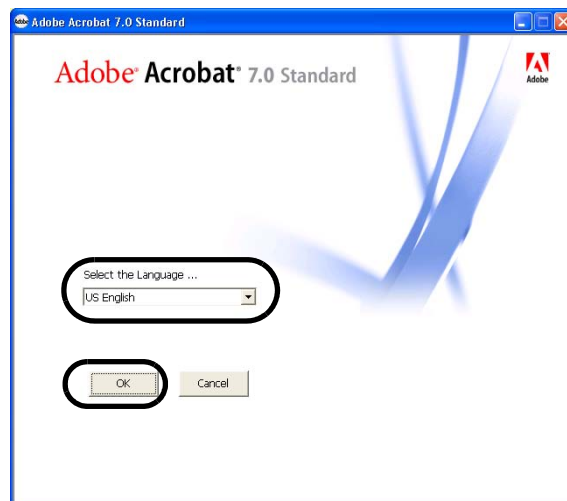 Adobe Acrobat 7.0 Standard
Adobe® Acrobat® 7.0 Standard
Adobe
Select the Language ...
US English
OK Cancel